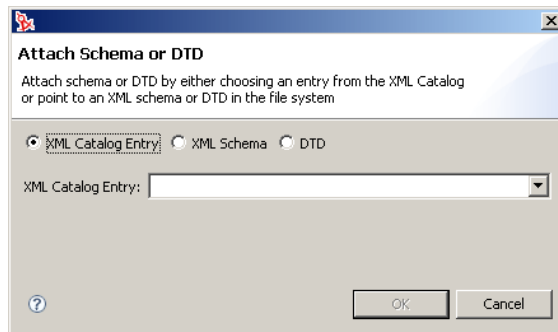 Attach Schema or DTD
Attach schema or DTD by either choosing an entry from the XML Catalog
or point to an XML schema or DTD in the file system
XML Catalog Entry XML Schema DTD
XML Catalog Entry:
? OK Cancel